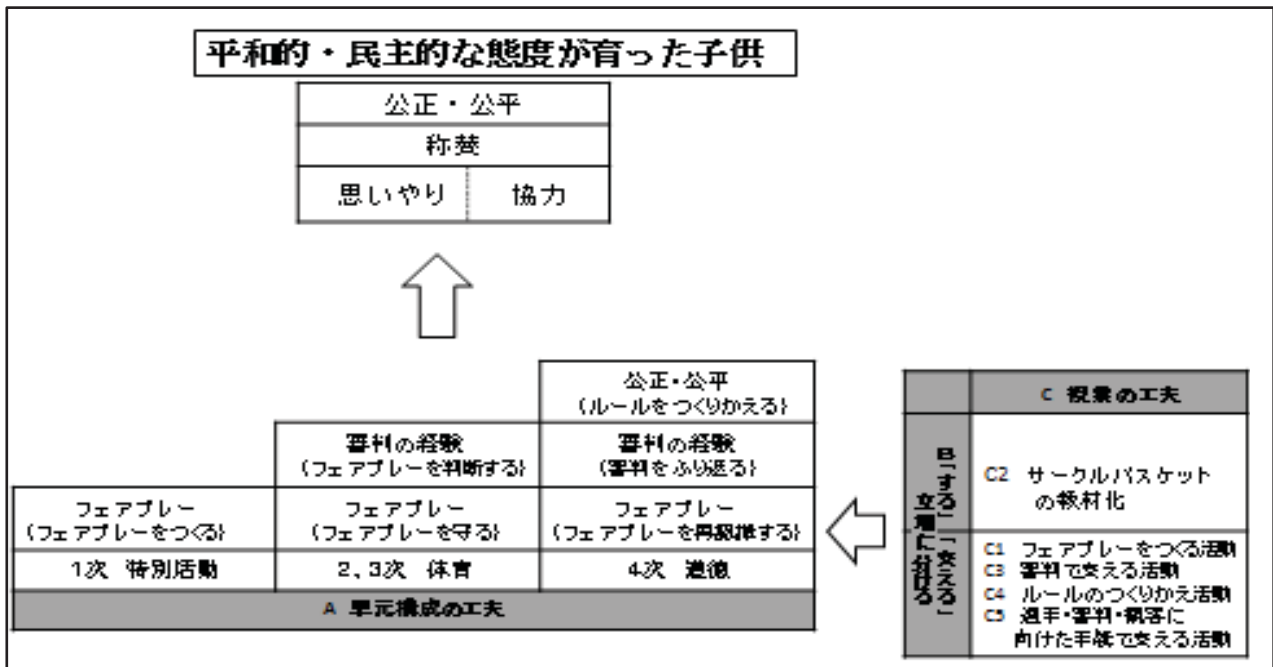 平和的・民主的な態度が育った子供
公正・公平
称賛
思いやり 協力
公正・公平
(ルールをつくりかえる)
審判の経験
(フェアプレーを判断する)
審判の経験
(審判をふり返る)
フェアプレー
(フェアプレーをつくる)
フェアプレー
(フェアプレーを守る)
フェアプレー
(フェアプレーを再認識する)
1次 特別活動
2、3次 体育
4次 道徳
A 単元構成の工夫
B「する」「支える」
立場に分ける
C 授業の工夫
C2 サークルバスケット
の教材化
C1 フェアプレーをつくる活動
C3 審判で支える活動
C4 ルールのつくりかえ活動
C5 選手・審判・観客に
向けた手紙で支える活動